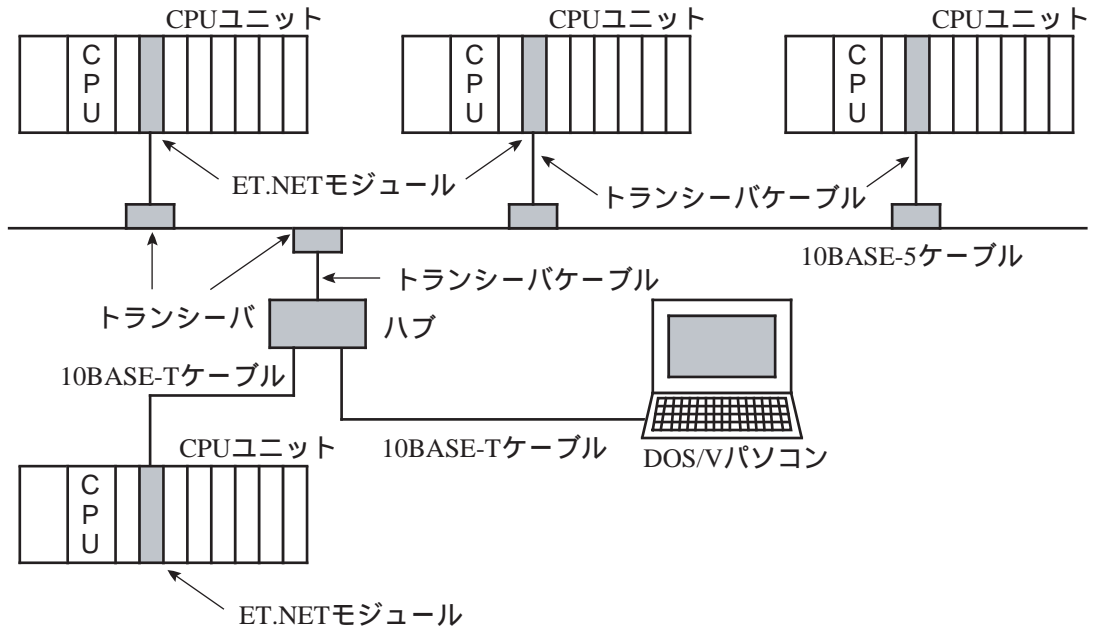 CPUユニット
CPUユニット
CPUユニット
CPU
CPU
CPU
ET.NETモジュール
トランシーバケーブル
10BASE-5ケーブル
トランシーバケーブル
トランシーバ
ハブ
10BASE-Tケーブル
CPUユニット
10BASE-Tケーブル
DOS/Vパソコン
CPU
ET.NETモジュール